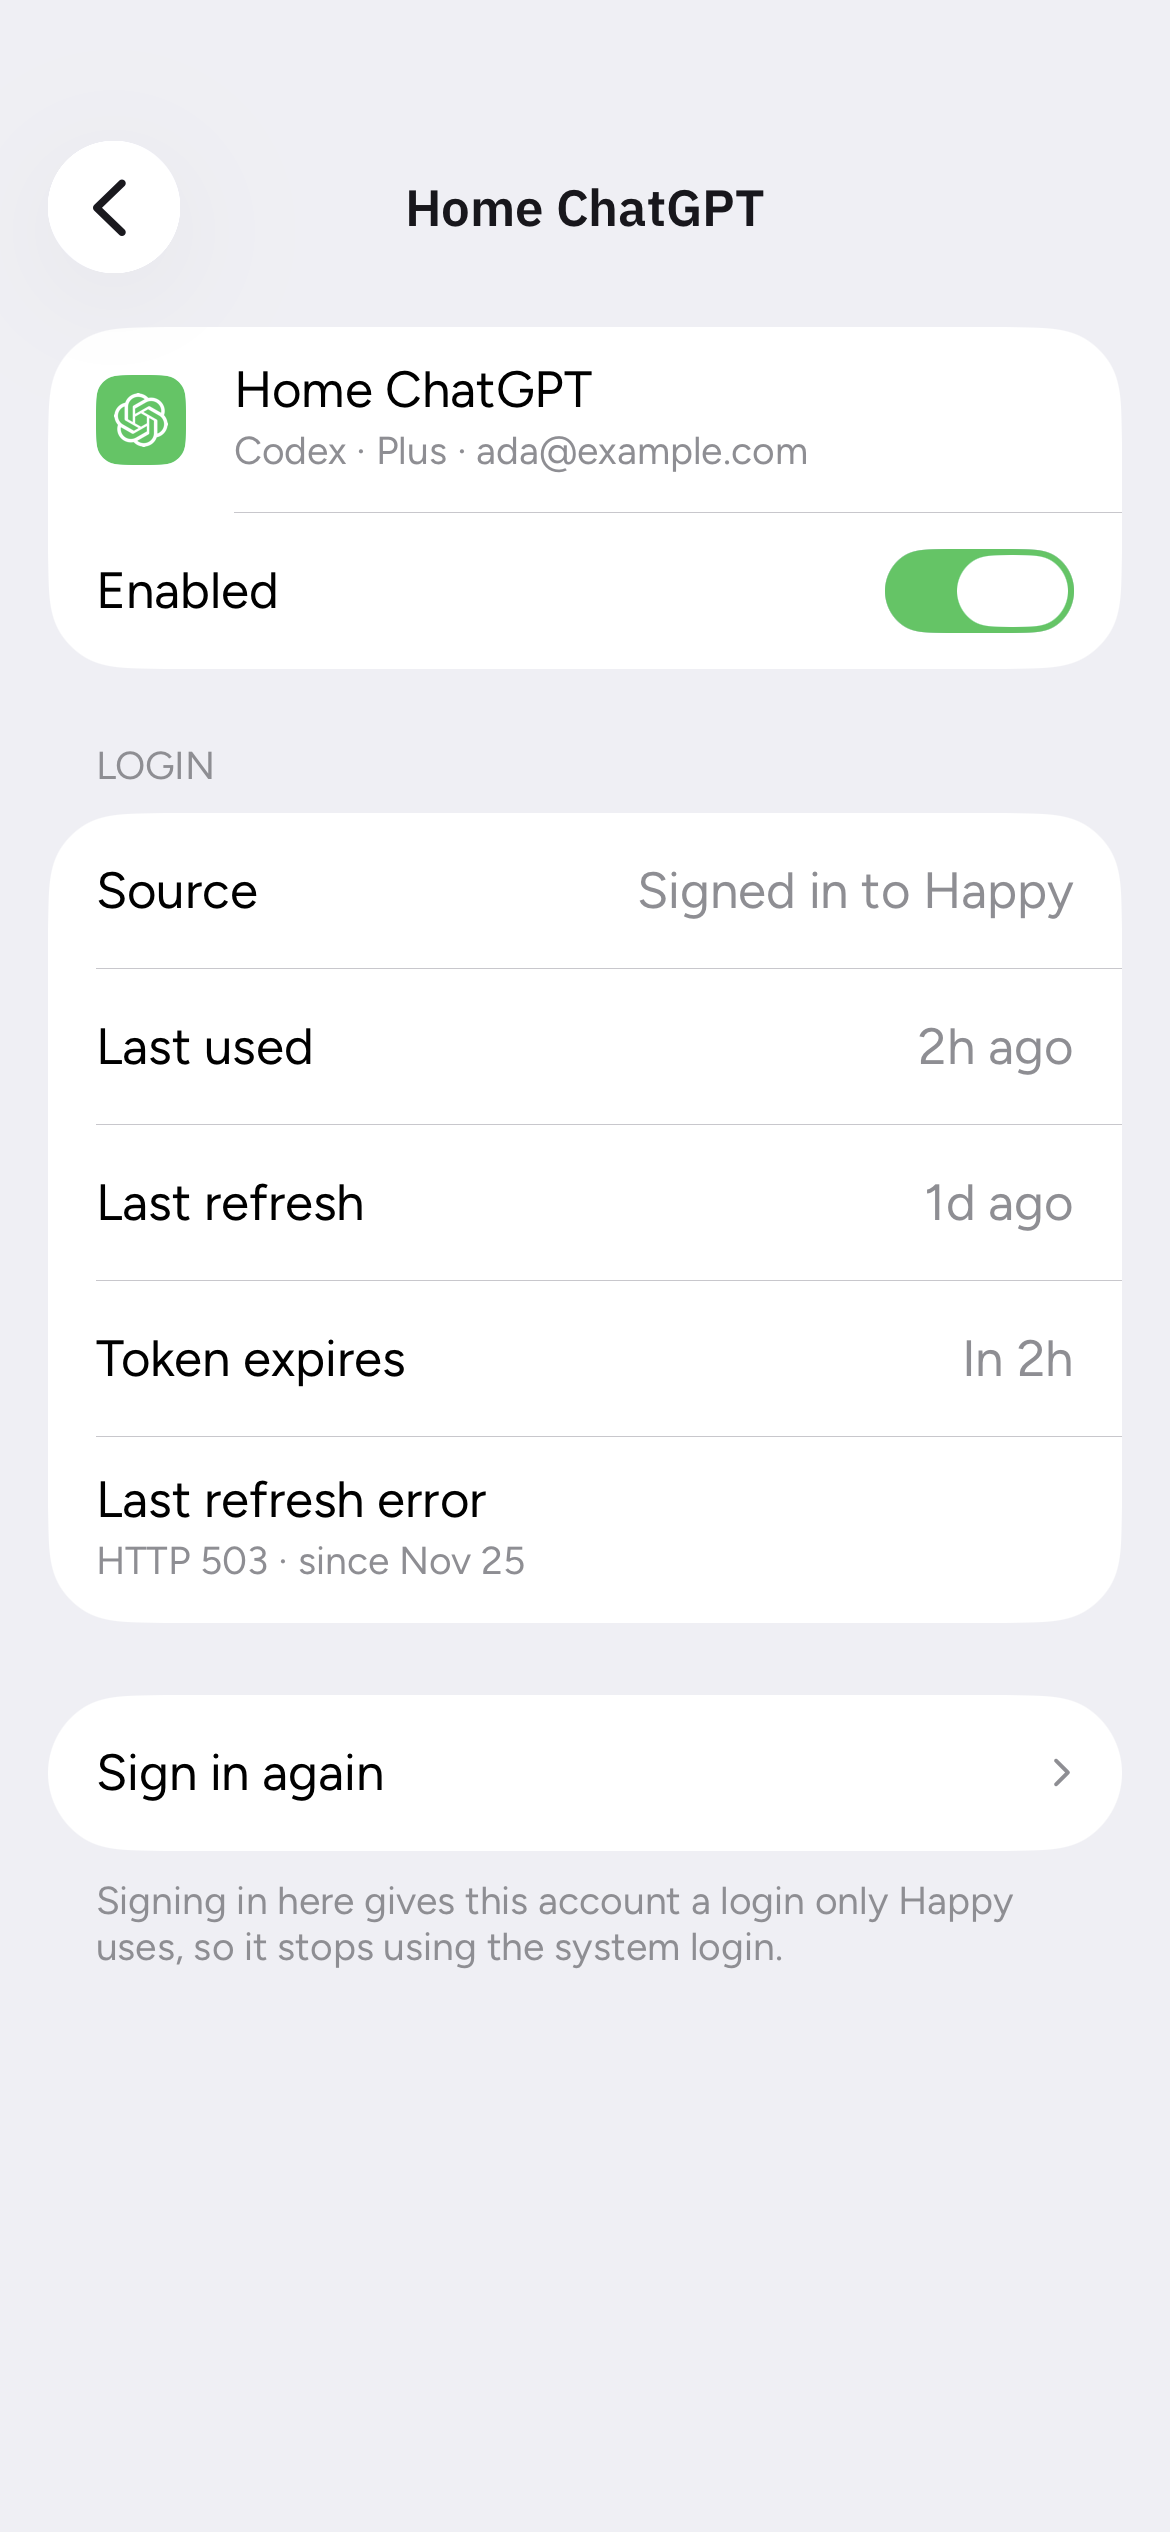 Home ChatGPT
Home ChatGPT
Codex · Plus · ada@example.com
Enabled
LOGIN
Source
Signed in to Happy
Last used
2h ago
Last refresh
1d ago
Token expires
In 2h
Last refresh error
HTTP 503 · since Nov 25
Sign in again
Signing in here gives this account a login only Happy
uses, so it stops using the system login.